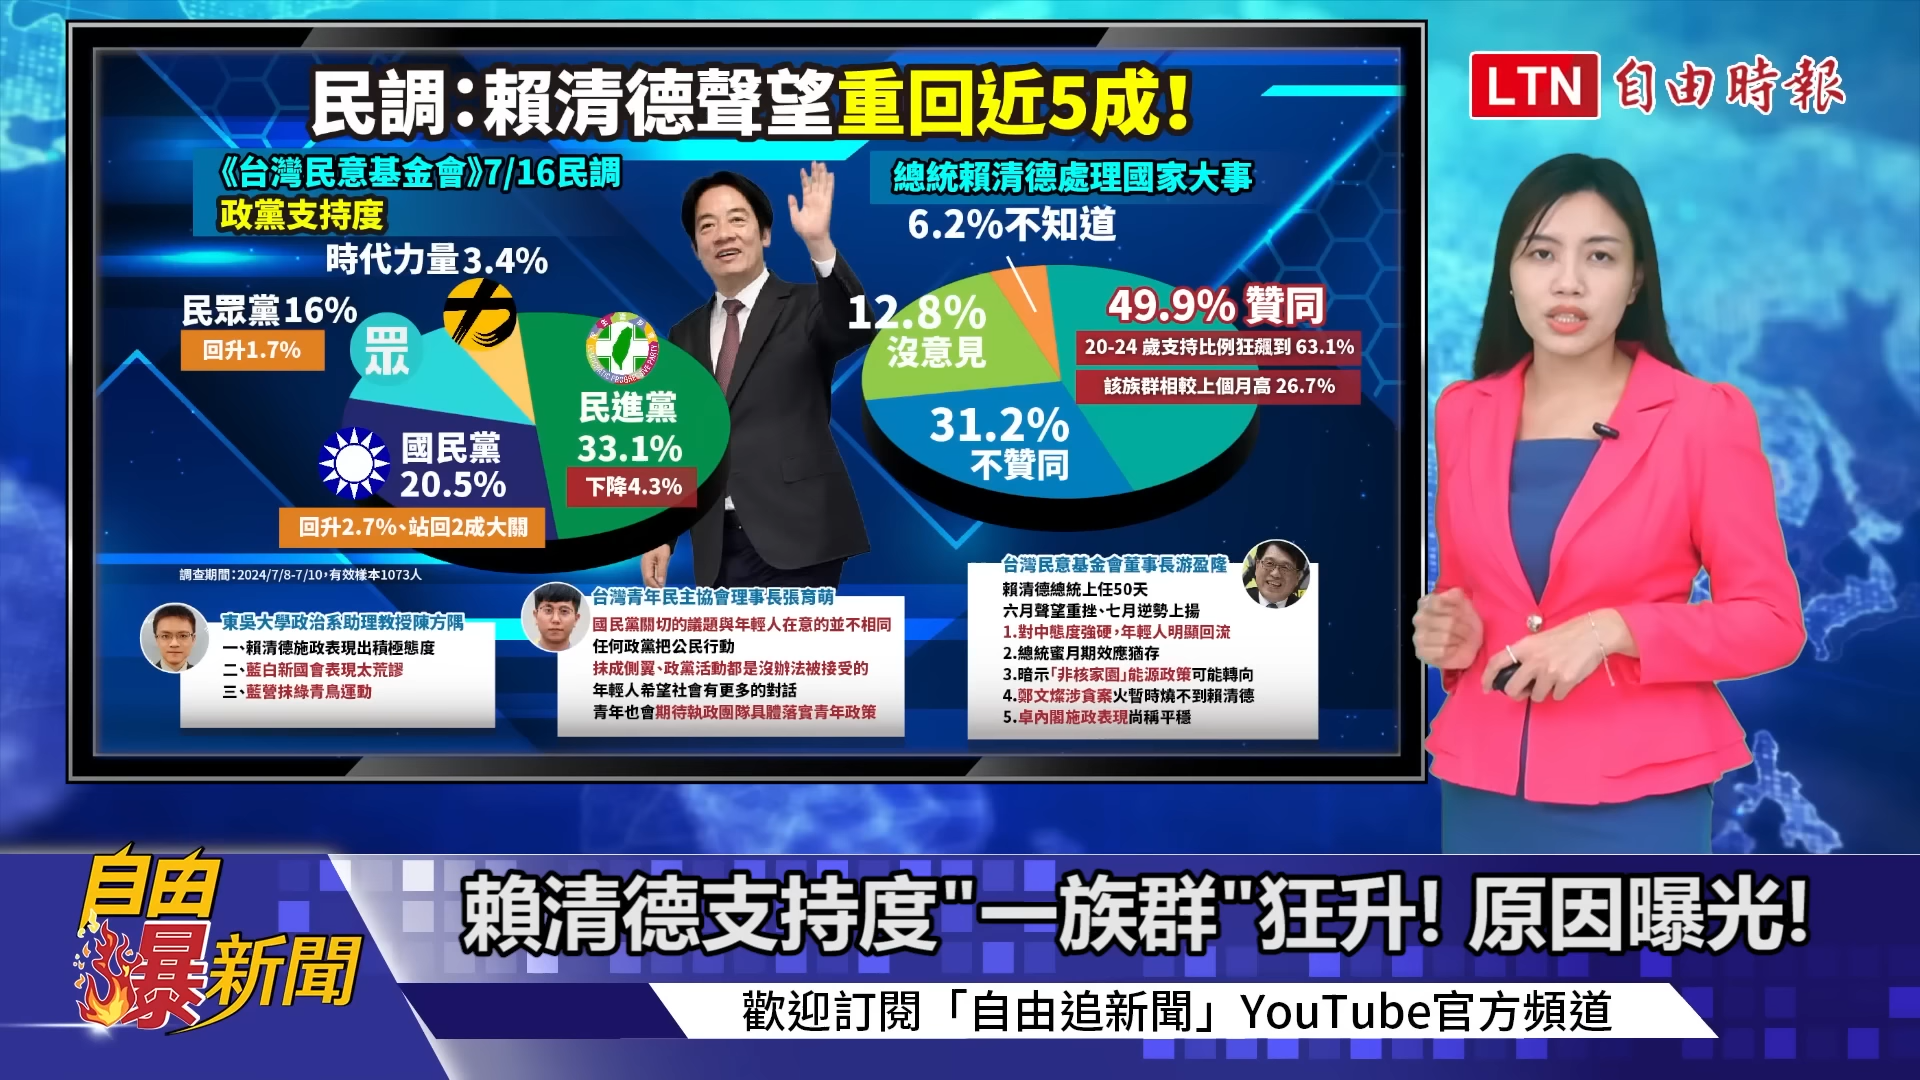 民調：賴清德聲望重回近5成！
LTN 自由時報
《台灣民意基金會》7/16民調
政黨支持度
時代力量3.4%
民眾黨16%
回升1.7%
眾
力
民進黨
33.1%
下降4.3%
國民黨
20.5%
回升2.7%、站回2成大關
調查期間：2024/7/8-7/10，有效樣本1073人
總統賴清德處理國家大事
6.2%不知道
12.8%
沒意見
49.9% 贊同
20-24 歲支持比例狂飆到 63.1%
該族群相較上個月高 26.7%
31.2%
不贊同
東吳大學政治系助理教授陳方隅
一、賴清德施政表現出積極態度
二、藍白新國會表現太荒謬
三、藍營抹綠青鳥運動
台灣青年民主協會理事長張育萌
國民黨關切的議題與年輕人在意的並不相同
任何政黨把公民行動
抹成側翼、政黨活動都是沒辦法被接受的
年輕人希望社會有更多的對話
青年也會期待執政團隊具體落實青年政策
台灣民意基金會董事長游盈隆
賴清德總統上任50天
六月聲望重挫、七月逆勢上揚
1.對中態度強硬，年輕人明顯回流
2.總統蜜月期效應猶存
3.暗示「非核家園」能源政策可能轉向
4.鄭文燦涉貪案火暫時燒不到賴清德
5.卓內閣施政表現尚稱平穩
自由爆新聞
賴清德支持度"一族群"狂升！原因曝光！
歡迎訂閱「自由追新聞」YouTube官方頻道